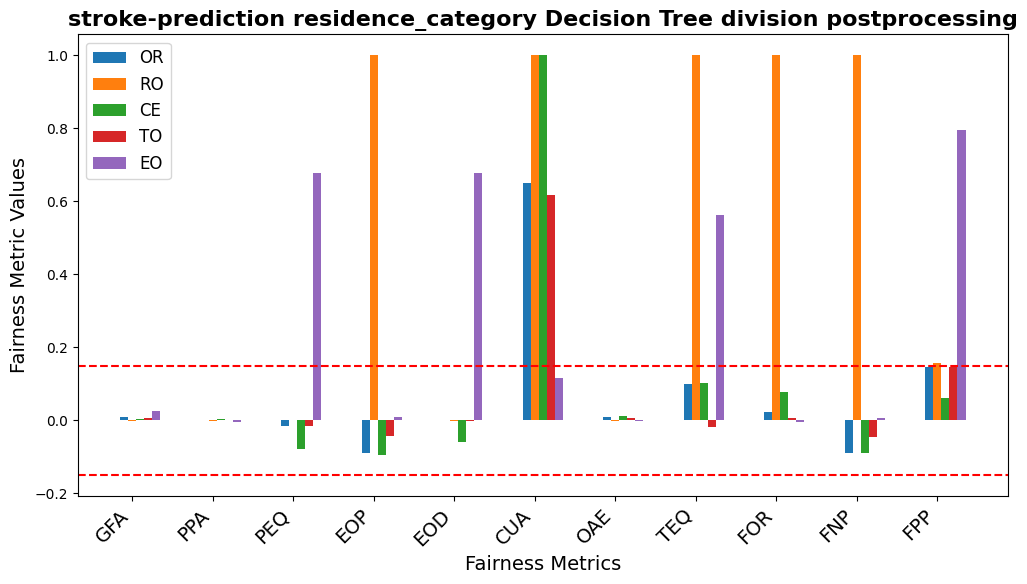 stroke-prediction residence_category Decision Tree division postprocessing
OR
RO
CE
TO
EO
Fairness Metric Values
1.0
0.8
0.6
0.4
0.2
0.0
−0.2
GFA
PPA
PEQ
EOP
EOD
CUA
OAE
TEQ
FOR
FNP
FPP
Fairness Metrics